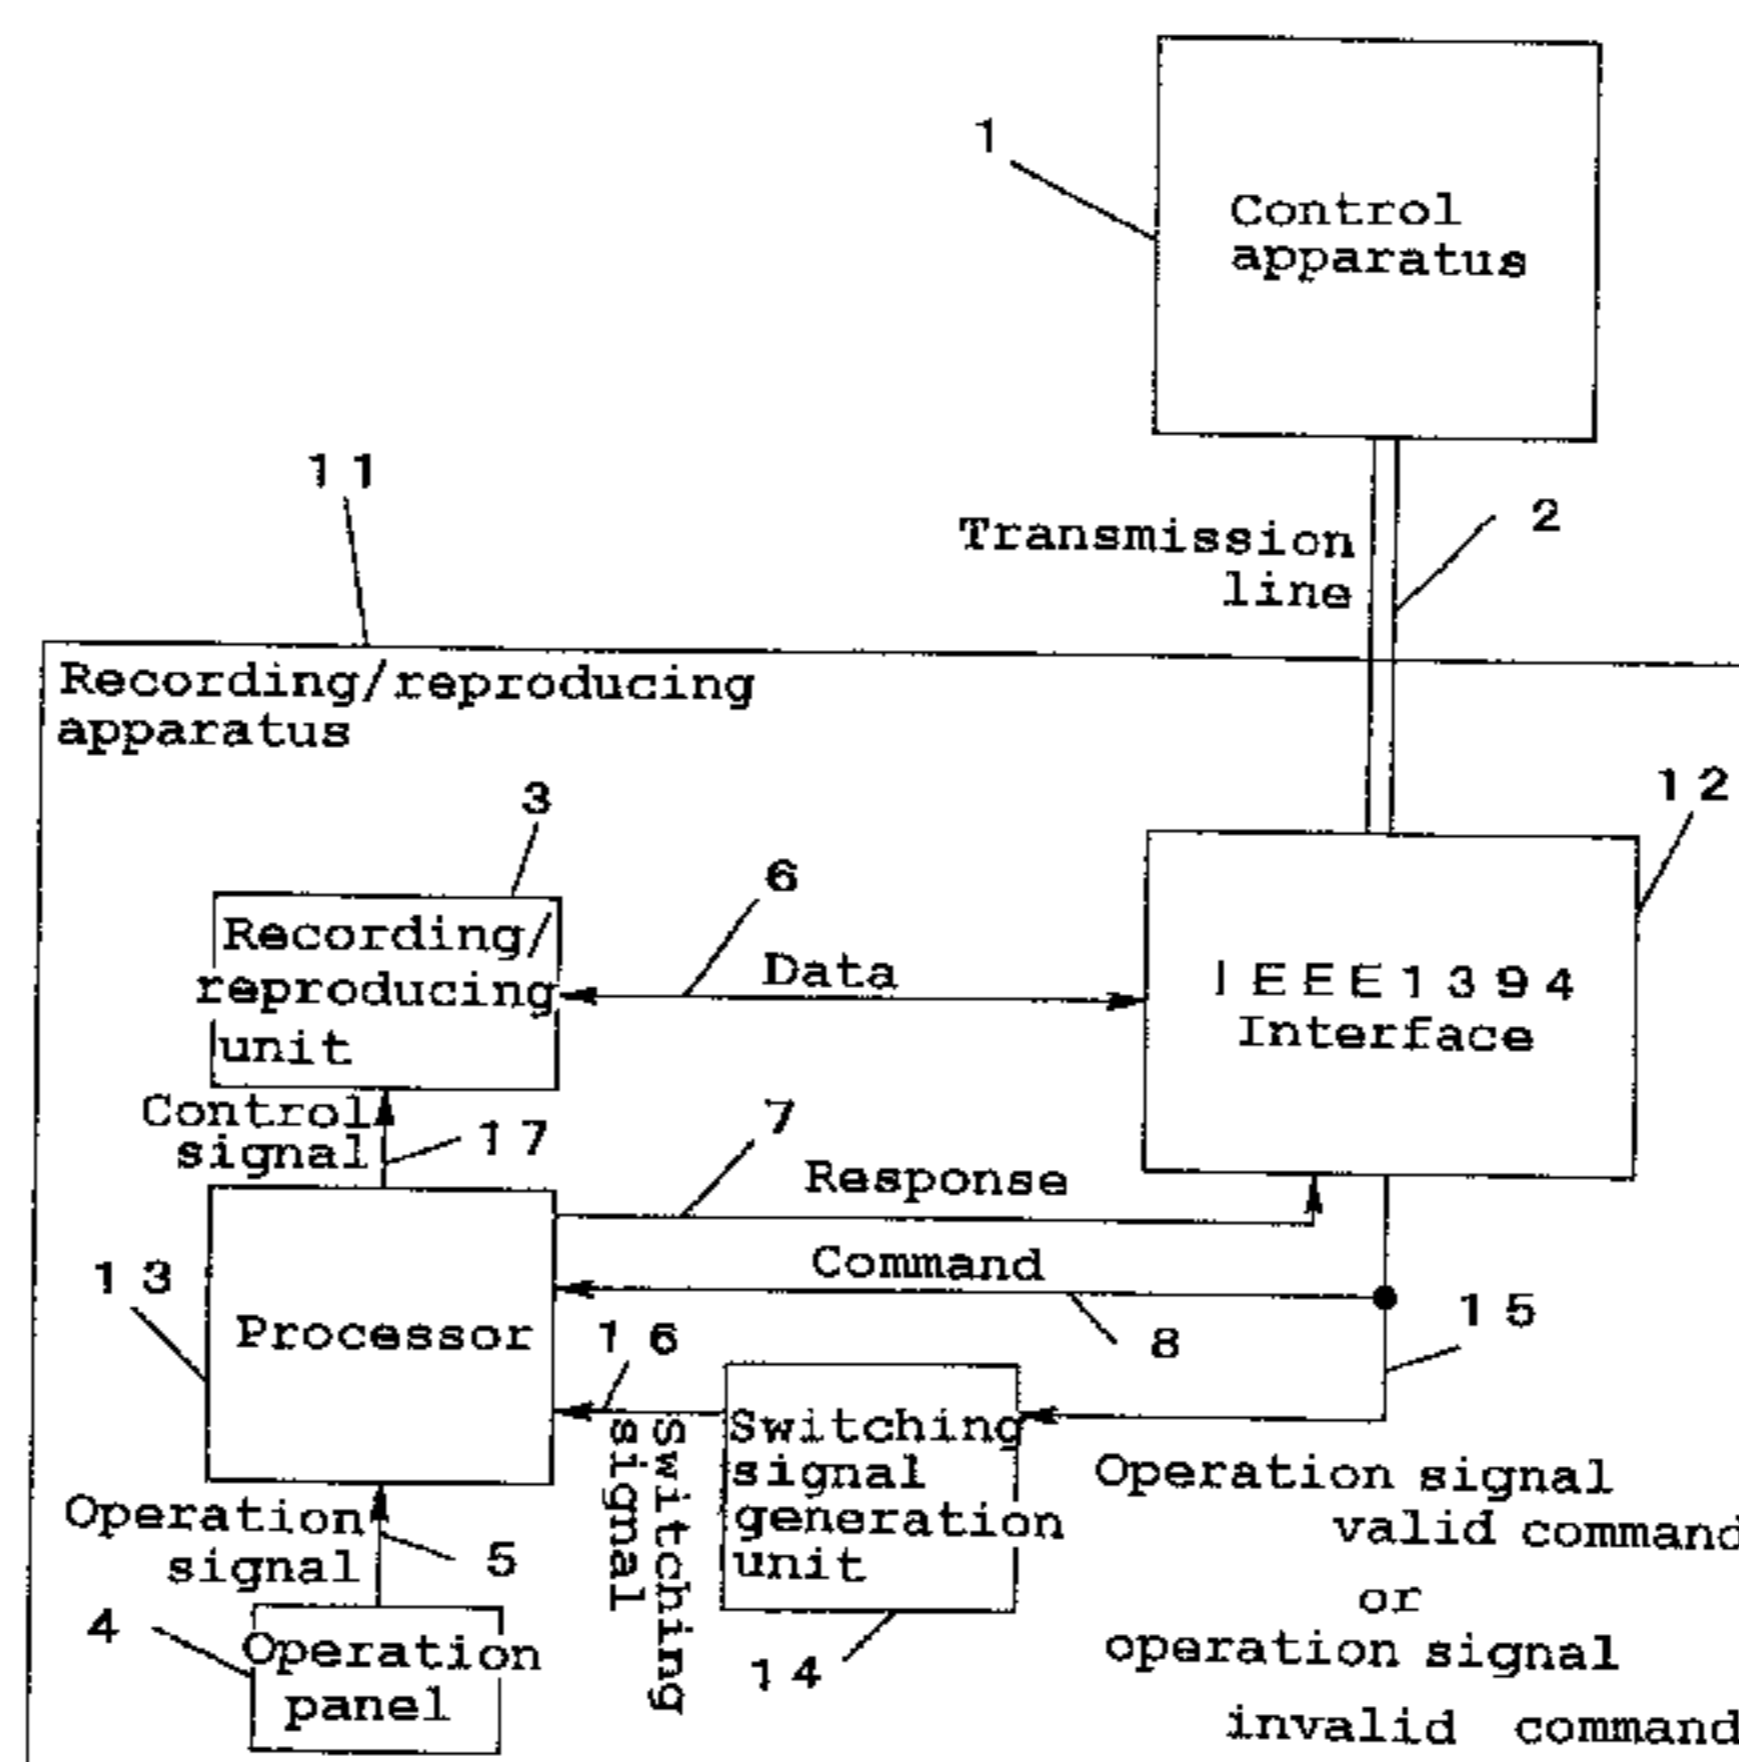 1
Control
apparatus
11
Transmission
line
2
Recording/reproducing
apparatus
12
3
6
Recording/
reproducing
unit
Data
IEEE1394
Interface
Control
signal
17
7
Response
13
Command
15
Processor
16
8
Switching
signal
Switching
signal
generation
unit
Operation signal
valid command
or
operation signal
invalid command
Operation
signal
5
4
Operation
panel
14